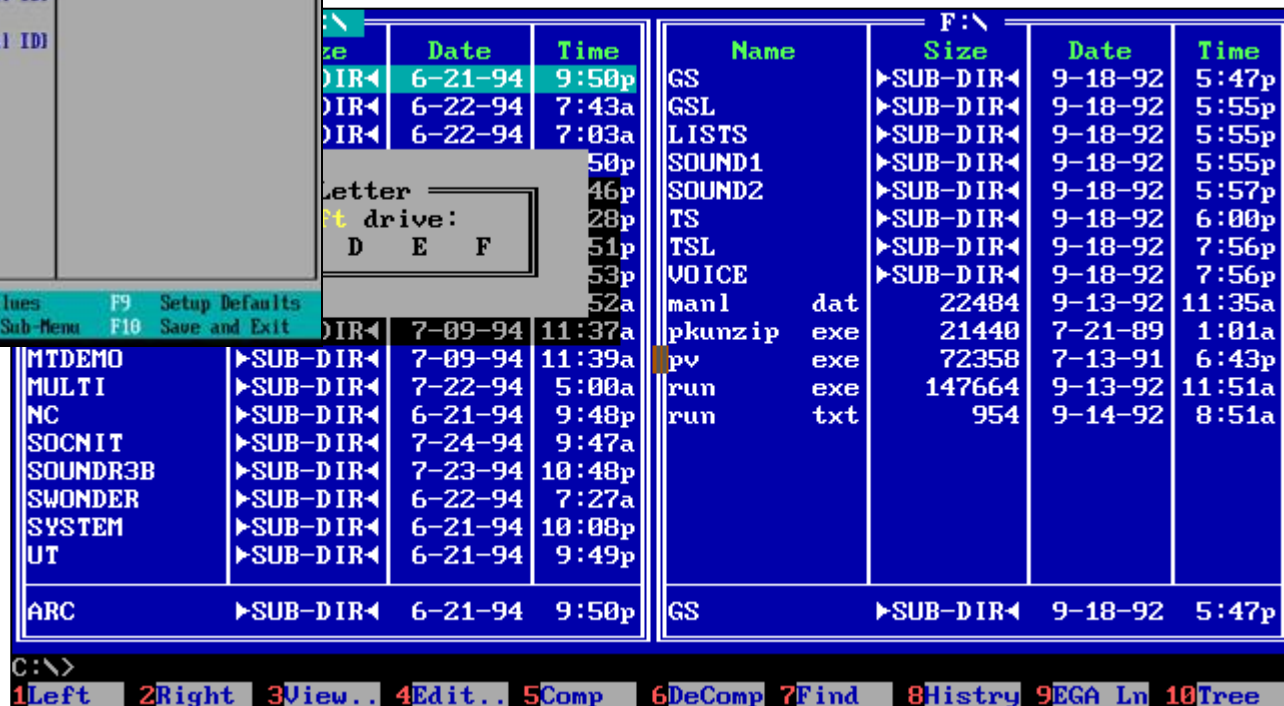 l ID]
:\
ze Date Time
DIR◄ 6-21-94 9:50p
DIR◄ 6-22-94 7:43a
DIR◄ 6-22-94 7:03a
50p
46p
28p
51p
53p
52a
DIR◄ 7-09-94 11:37a
MTDEMO ►SUB-DIR◄ 7-09-94 11:39a
MULTI ►SUB-DIR◄ 7-22-94 5:00a
NC ►SUB-DIR◄ 6-21-94 9:48p
SOCNIT ►SUB-DIR◄ 7-24-94 9:47a
SOUNDR3B ►SUB-DIR◄ 7-23-94 10:48p
SWONDER ►SUB-DIR◄ 6-22-94 7:27a
SYSTEM ►SUB-DIR◄ 6-21-94 10:08p
UT ►SUB-DIR◄ 6-21-94 9:49p
ARC ►SUB-DIR◄ 6-21-94 9:50p
Letter
ft drive:
D E F
lues F9 Setup Defaults
Sub-Menu F10 Save and Exit
F:\
Name Size Date Time
GS ►SUB-DIR◄ 9-18-92 5:47p
GSL ►SUB-DIR◄ 9-18-92 5:55p
LISTS ►SUB-DIR◄ 9-18-92 5:55p
SOUND1 ►SUB-DIR◄ 9-18-92 5:55p
SOUND2 ►SUB-DIR◄ 9-18-92 5:57p
TS ►SUB-DIR◄ 9-18-92 6:00p
TSL ►SUB-DIR◄ 9-18-92 7:56p
VOICE ►SUB-DIR◄ 9-18-92 7:56p
manl dat 22484 9-13-92 11:35a
pkunzip exe 21440 7-21-89 1:01a
pv exe 72358 7-13-91 6:43p
run exe 147664 9-13-92 11:51a
run txt 954 9-14-92 8:51a
GS ►SUB-DIR◄ 9-18-92 5:47p
C:\>
1Left 2Right 3View.. 4Edit.. 5Comp 6DeComp 7Find 8Histry 9EGA Ln 10Tree